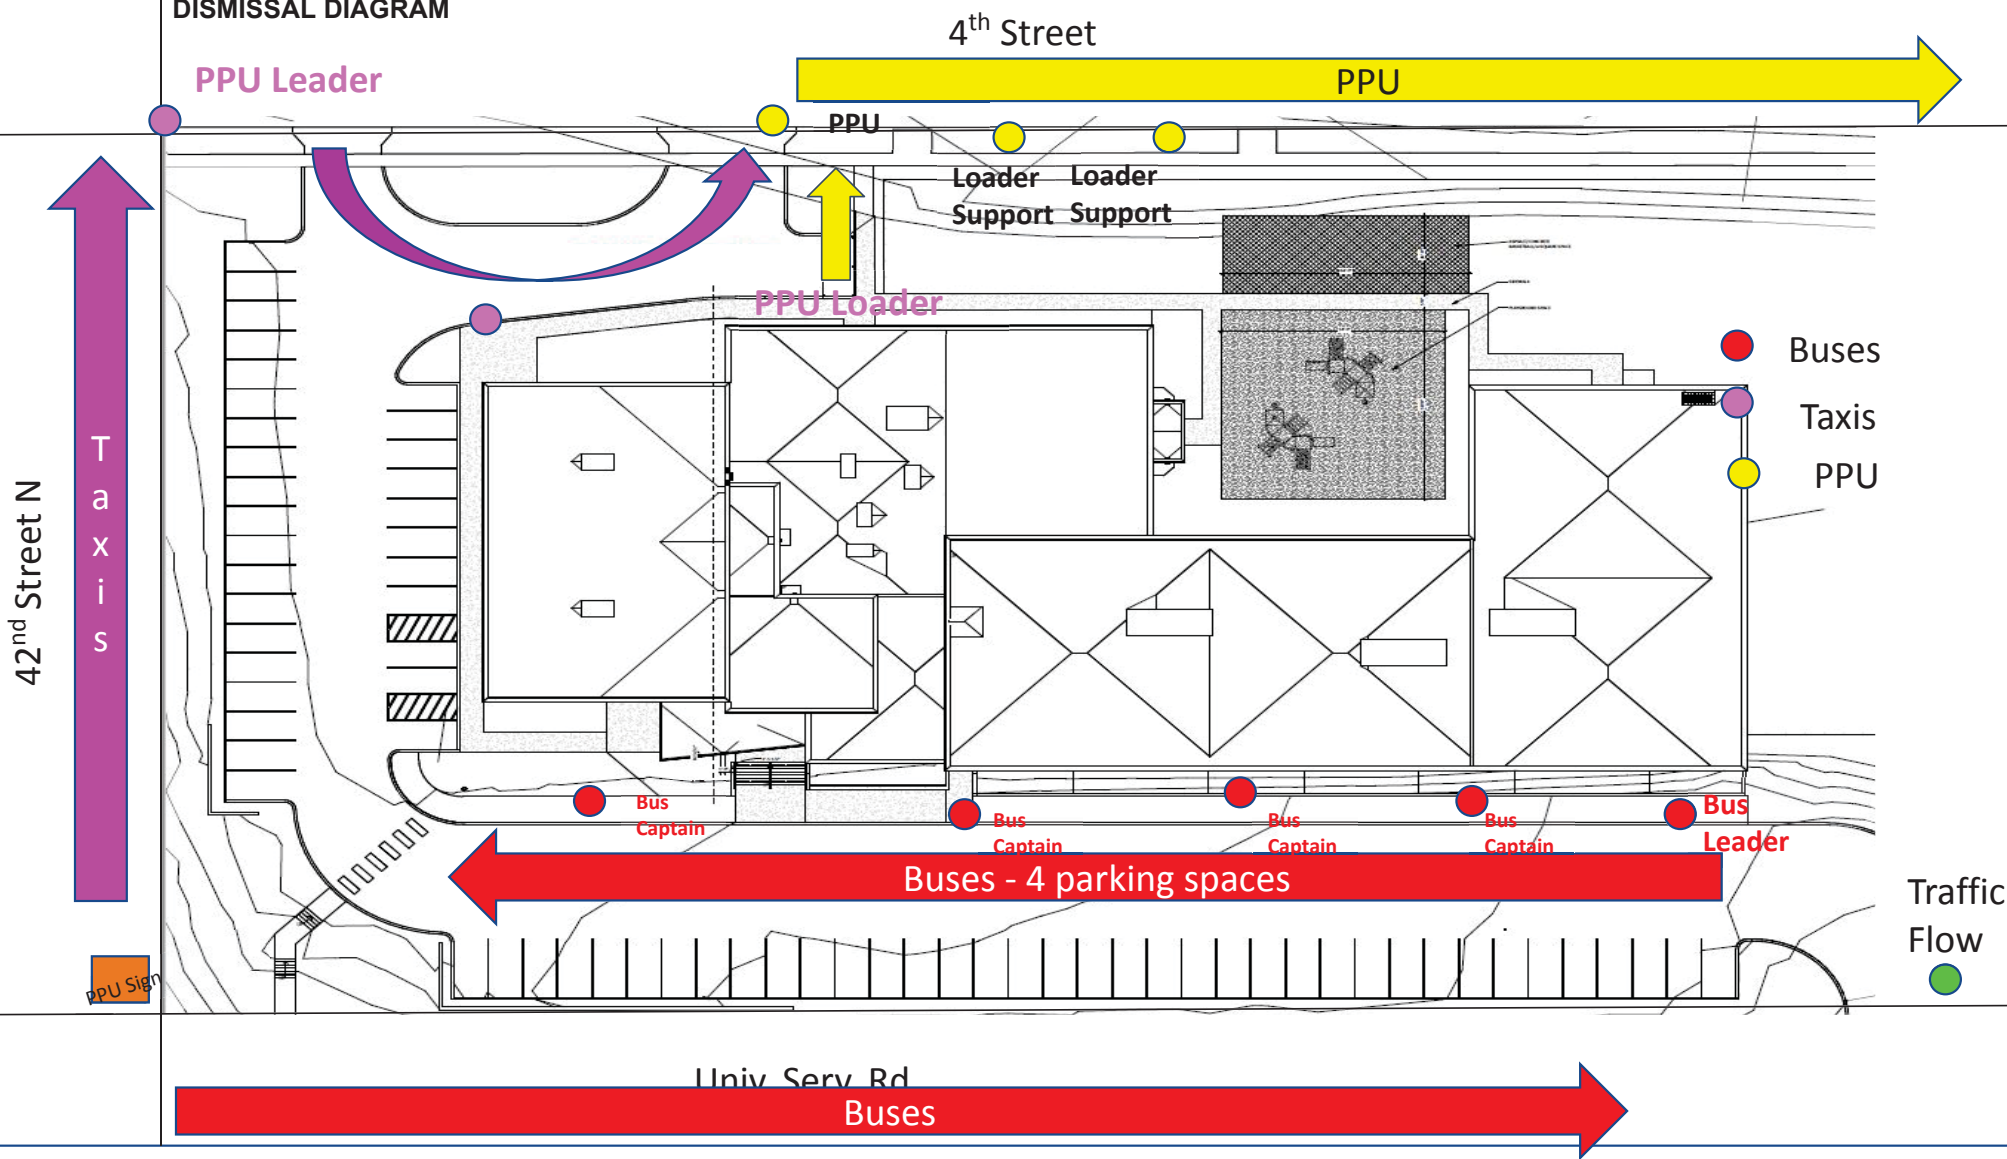 DISMISSAL DIAGRAM
4th Street
PPU Leader
PPU
PPU
Loader
Support
Loader
Support
PPU Loader
Buses
Taxis
PPU
Taxis
42nd Street N
Bus
Captain
Bus
Captain
Bus
Captain
Bus
Captain
Bus
Leader
Buses - 4 parking spaces
Traffic
Flow
PPU Sign
Univ. Serv. Rd
Buses